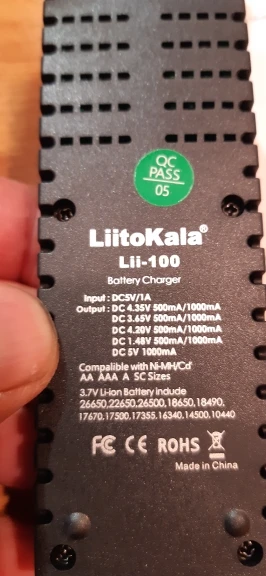 QC
PASS
05
LiitoKala®
Lii-100
Battery Charger
Input : DC5V/1A
Output : DC 4.35V 500mA/1000mA
DC 3.65V 500mA/1000mA
DC 4.20V 500mA/1000mA
DC 1.48V 500mA/1000mA
DC 5V 1000mA
Compatible with Ni-MH/Cd
AA AAA A SC Sizes
3.7V Li-ion Battery include
26650,22650,26500,18650,18490,
17670,17500,17355,16340,14500,10440
FC CE ROHS
Made in China